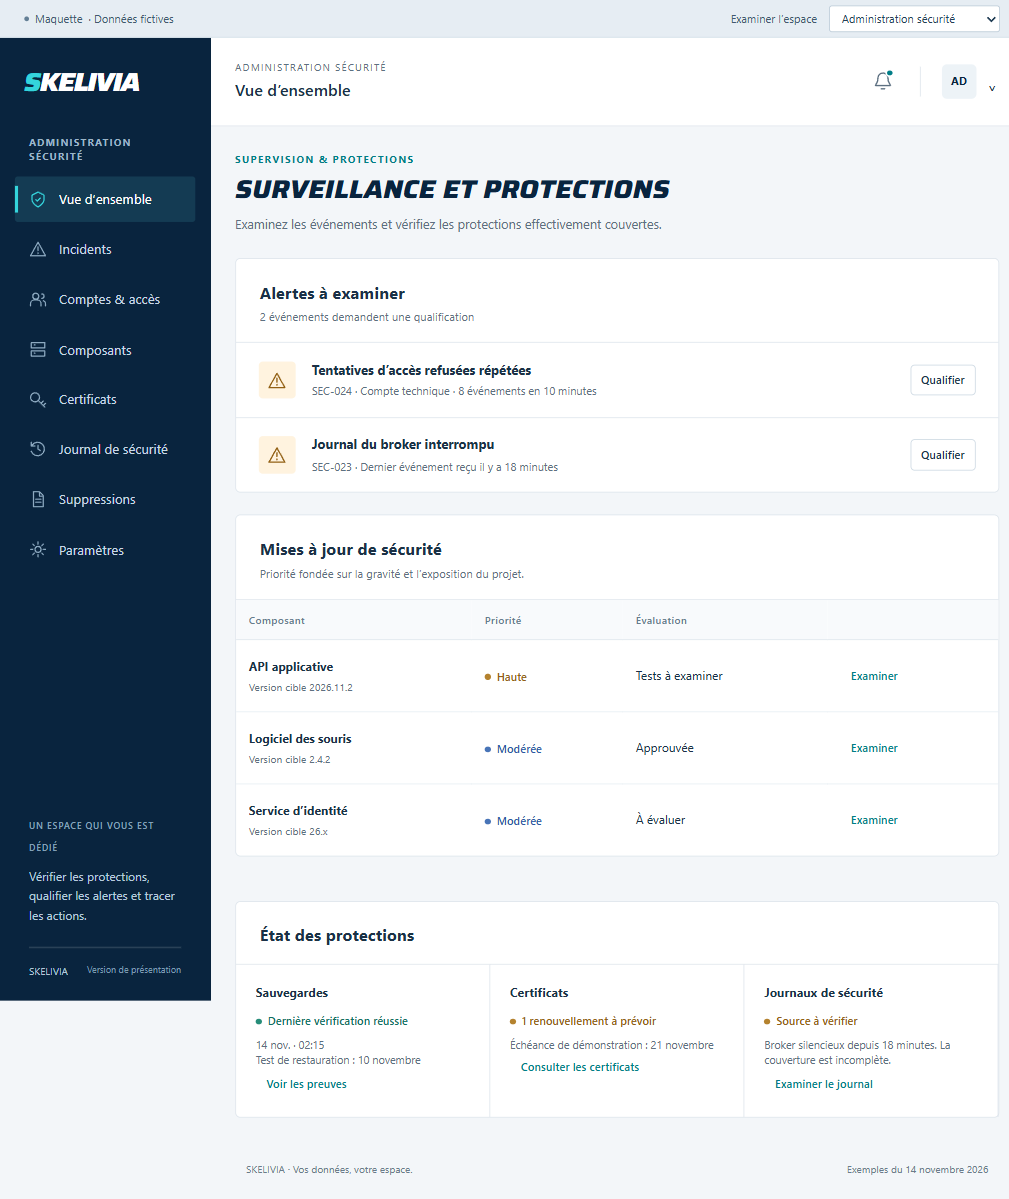 Maquette · Données fictives
Examiner l'espace
Administration sécurité
SKELIVIA
ADMINISTRATION
SÉCURITÉ
Vue d'ensemble
Incidents
Comptes & accès
Composants
Certificats
Journal de sécurité
Suppressions
Paramètres
UN ESPACE QUI VOUS EST
DÉDIÉ
Vérifier les protections,
qualifier les alertes et tracer
les actions.
SKELIVIA
Version de présentation
ADMINISTRATION SÉCURITÉ
Vue d'ensemble
AD
SUPERVISION & PROTECTIONS
SURVEILLANCE ET PROTECTIONS
Examinez les événements et vérifiez les protections effectivement couvertes.
Alertes à examiner
2 événements demandent une qualification
Tentatives d'accès refusées répétées
SEC-024 · Compte technique · 8 événements en 10 minutes
Qualifier
Journal du broker interrompu
SEC-023 · Dernier événement reçu il y a 18 minutes
Qualifier
Mises à jour de sécurité
Priorité fondée sur la gravité et l'exposition du projet.
Composant Priorité Évaluation
API applicative
Version cible 2026.11.2
Haute
Tests à examiner
Examiner
Logiciel des souris
Version cible 2.4.2
Modérée
Approuvée
Examiner
Service d'identité
Version cible 26.x
Modérée
À évaluer
Examiner
État des protections
Sauvegardes
Dernière vérification réussie
14 nov. · 02:15
Test de restauration : 10 novembre
Voir les preuves
Certificats
1 renouvellement à prévoir
Échéance de démonstration : 21 novembre
Consulter les certificats
Journaux de sécurité
Source à vérifier
Broker silencieux depuis 18 minutes. La
couverture est incomplète.
Examiner le journal
SKELIVIA · Vos données, votre espace.
Exemples du 14 novembre 2026